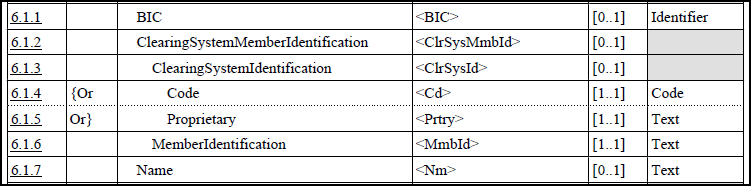 6.1.1 BIC <BIC> [0..1] Identifier
6.1.2 ClearingSystemMemberIdentification <ClrSysMmbId> [0..1]
6.1.3 ClearingSystemIdentification <ClrSysId> [0..1]
6.1.4 {Or Code <Cd> [1..1] Code
6.1.5 Or} Proprietary <Prtry> [1..1] Text
6.1.6 MemberIdentification <MmbId> [1..1] Text
6.1.7 Name <Nm> [0..1] Text